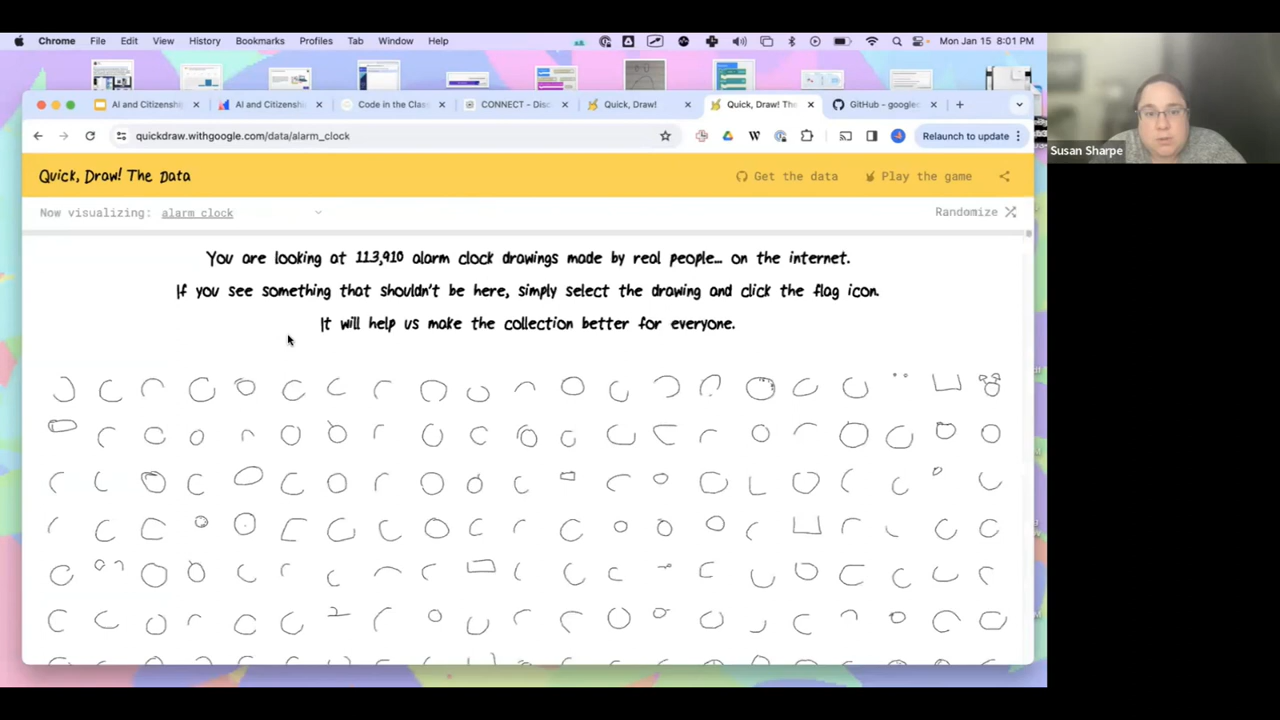 Chrome File Edit View History Bookmarks Profiles Tab Window Help Mon Jan 15 8:01 PM
AI and Citizenshi AI and Citizenshi Code in the Clas CONNECT - Disc Quick, Draw! Quick, Draw! The GitHub - google
quickdraw.withgoogle.com/data/alarm_clock Relaunch to update
Susan Sharpe
Quick, Draw! The Data Get the data Play the game
Now visualizing: alarm clock Randomize
You are looking at 113,910 alarm clock drawings made by real people... on the internet.
If you see something that shouldn't be here, simply select the drawing and click the flag icon.
It will help us make the collection better for everyone.